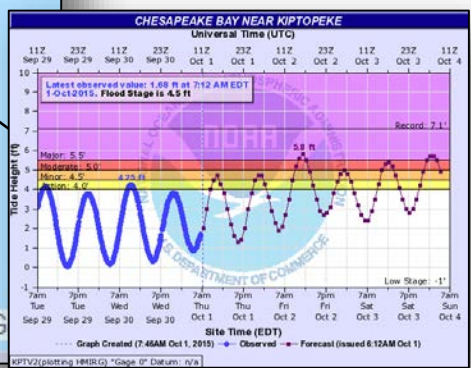 CHESAPEAKE BAY NEAR KIPTOPEKE
Universal Time (UTC)
11Z 23Z 11Z 23Z 11Z 23Z 11Z 23Z 11Z 23Z 11Z
Sep 29 Sep 29 Sep 30 Sep 30 Oct 1 Oct 1 Oct 2 Oct 2 Oct 3 Oct 3 Oct 4
Latest observed value: 1.68 ft at 7:12 AM EDT
1-Oct-2015. Flood Stage is 4.5 ft
Record: 7.1'
5.8 ft
Major: 5.5'
Moderate: 5.0'
Minor: 4.5'
Action: 4.0'
4.25 ft
NOAA
U.S. DEPARTMENT OF COMMERCE
Low Stage: -1'
Tide Height (ft)
10
9
8
7
6
5
4
3
2
1
0
-1
7am 7pm 7am 7pm 7am 7pm 7am 7pm 7am 7pm 7am
Tue Tue Wed Wed Thu Thu Fri Fri Sat Sat Sun
Sep 29 Sep 29 Sep 30 Sep 30 Oct 1 Oct 1 Oct 2 Oct 2 Oct 3 Oct 3 Oct 4
Site Time (EDT)
Graph Created (7:46AM Oct 1, 2015) Observed Forecast (issued 6:12AM Oct 1)
KPTV2(plotting HMIRG) "Gage 0" Datum: n/a